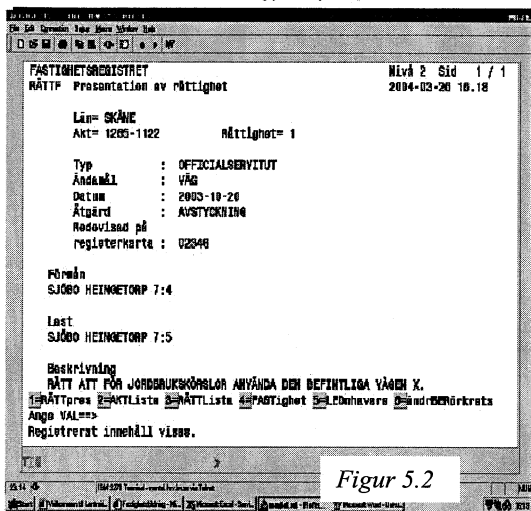 FASTIGHETSREGISTRET Nivå 2 Sid 1 / 1
RÄTTF Presentation av rättighet 2004-03-26 16.18
Län= SKÅNE
Akt= 1265-1122 Rättighet= 1
Typ : OFFICIALSERVITUT
Ändamål : VÄG
Datum : 2003-10-20
Åtgärd : AVSTYCKNING
Redovisad på
registerkarta : 02346
Förmån
SJÖBO HEINGETORP 7:4
Last
SJÖBO HEINGETORP 7:5
Beskrivning
RÄTT ATT FÖR JORDBRUKSKÖRSLOR ANVÄNDA DEN BEFINTLIGA VÄGEN X.
1=RÄTTpres 2=AKTLista 3=RÄTTLista 4=FASTighet 5=LEDnhavare 6=ändrBERörkrets
Ange VAL==>
Registrerat innehåll visas.
Figur 5.2